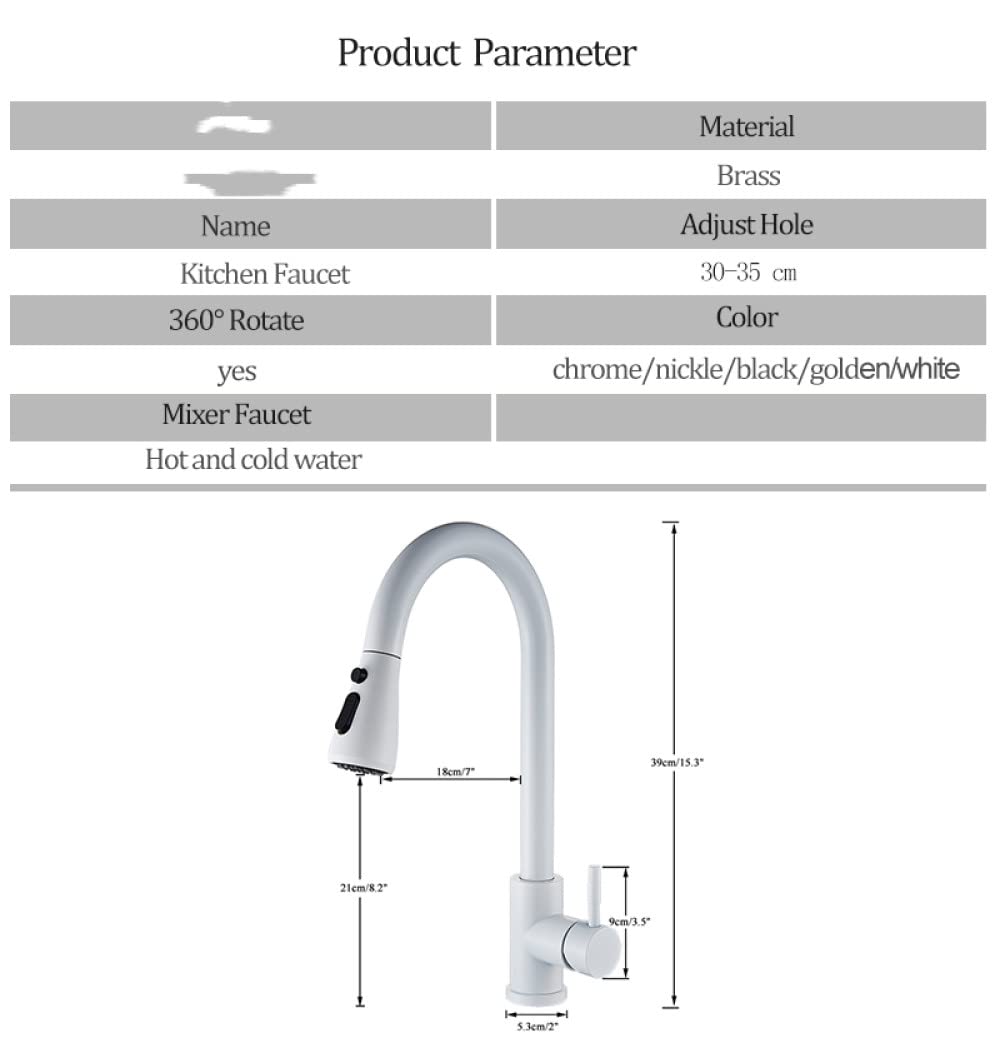 Product Parameter
Material
Brass
Name
Adjust Hole
Kitchen Faucet
30-35 cm
360° Rotate
Color
yes
chrome/nickle/black/golden/white
Mixer Faucet
Hot and cold water
39cm/15.3"
18cm/7"
21cm/8.2"
9cm/3.5"
5.3cm/2"